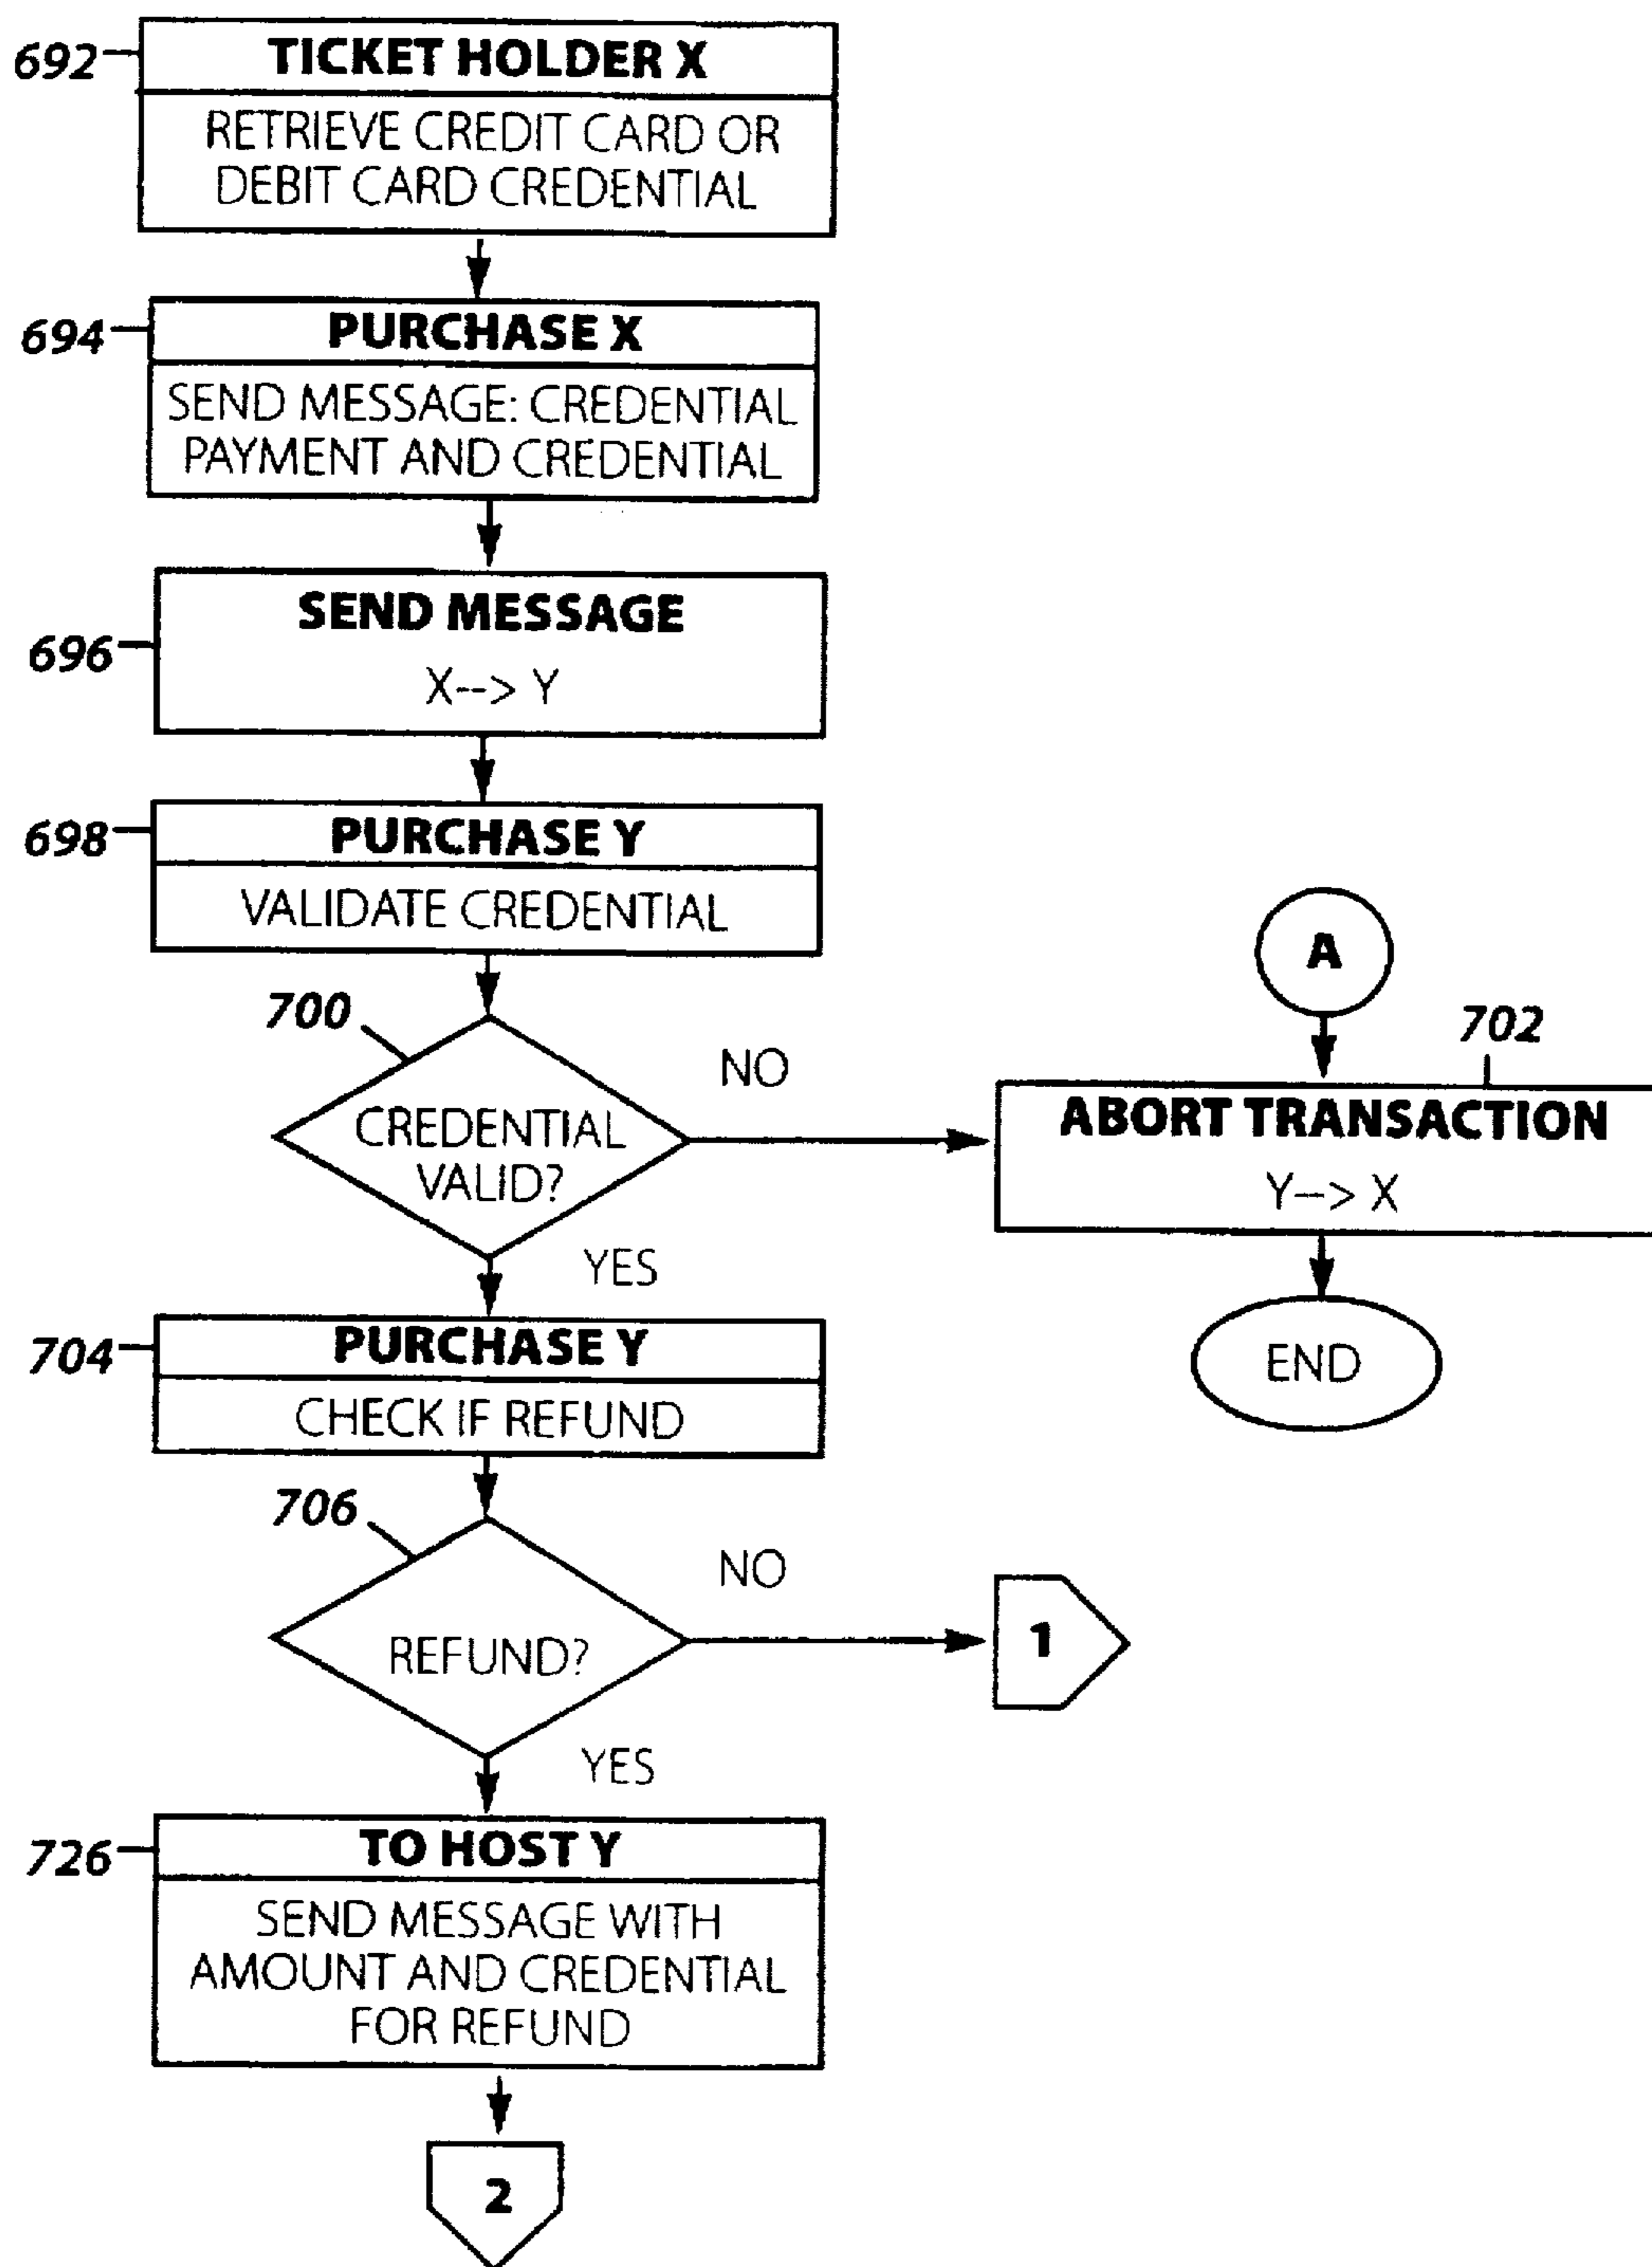 692
TICKET HOLDER X
RETRIEVE CREDIT CARD OR
DEBIT CARD CREDENTIAL
694
PURCHASE X
SEND MESSAGE: CREDENTIAL
PAYMENT AND CREDENTIAL
696
SEND MESSAGE
X--> Y
698
PURCHASE Y
VALIDATE CREDENTIAL
700
CREDENTIAL
VALID?
NO
YES
A
702
ABORT TRANSACTION
Y--> X
END
704
PURCHASE Y
CHECK IF REFUND
706
REFUND?
NO
1
YES
726
TO HOST Y
SEND MESSAGE WITH
AMOUNT AND CREDENTIAL
FOR REFUND
2